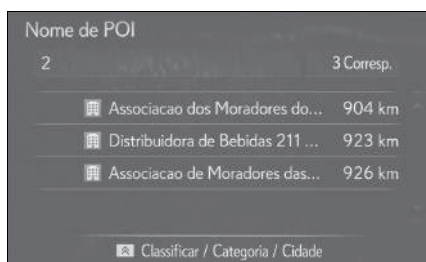 Nome de POI
2 3 Corresp.
Associacao dos Moradores do... 904 km
Distribuidora de Bebidas 211 ... 923 km
Associacao de Moradores das... 926 km
Classificar / Categoria / Cidade